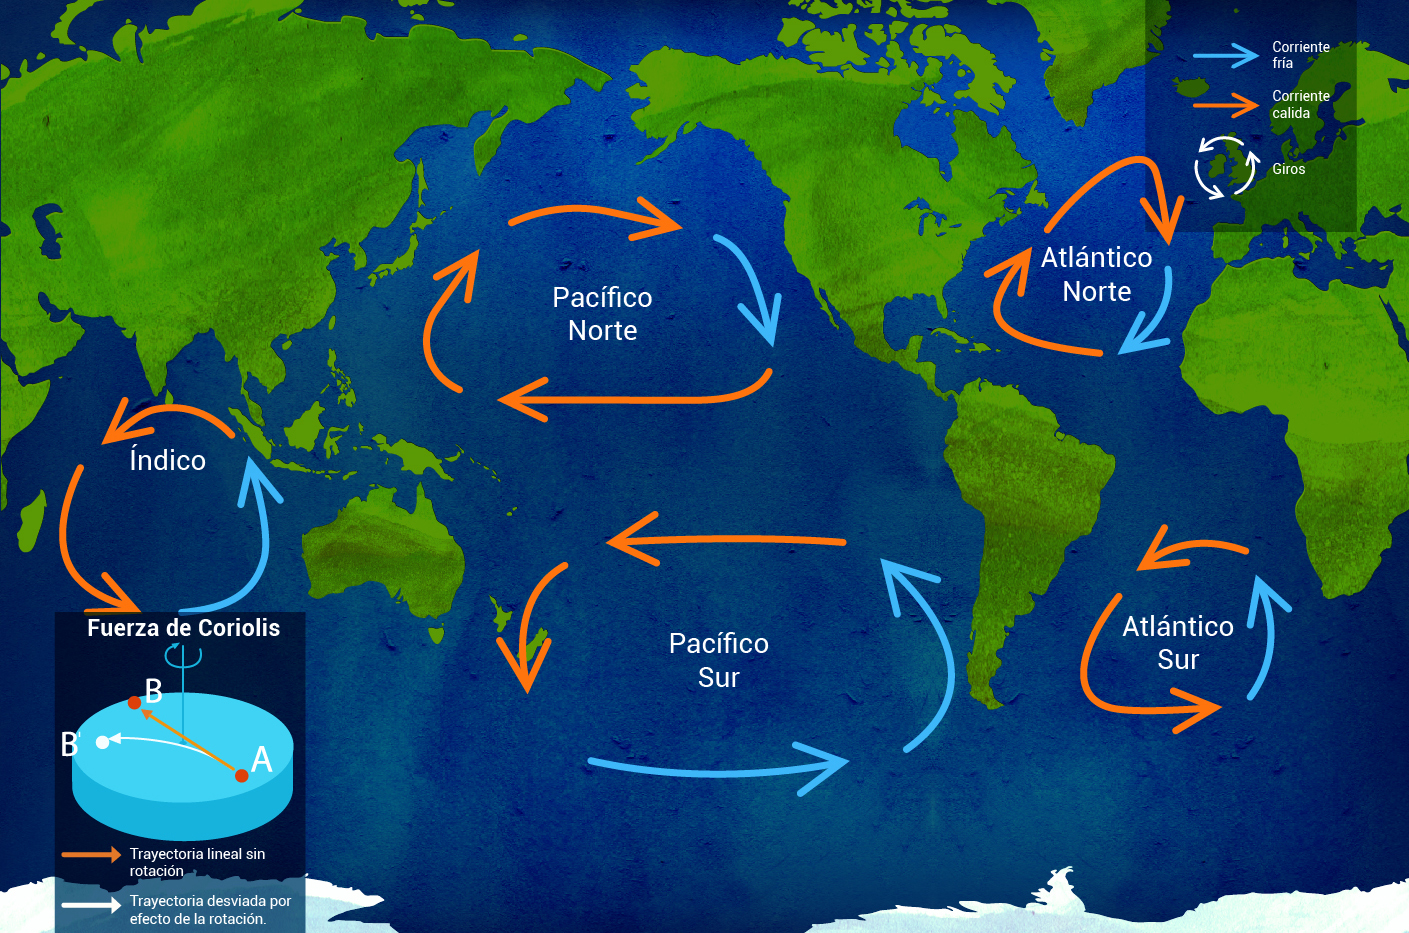 Corriente
fría
Corriente
calida
Giros
Atlántico
Norte
Pacífico
Norte
Índico
Pacífico
Sur
Atlántico
Sur
Fuerza de Coriolis
B
B'
A
Trayectoria lineal sin
rotación
Trayectoria desviada por
efecto de la rotación.